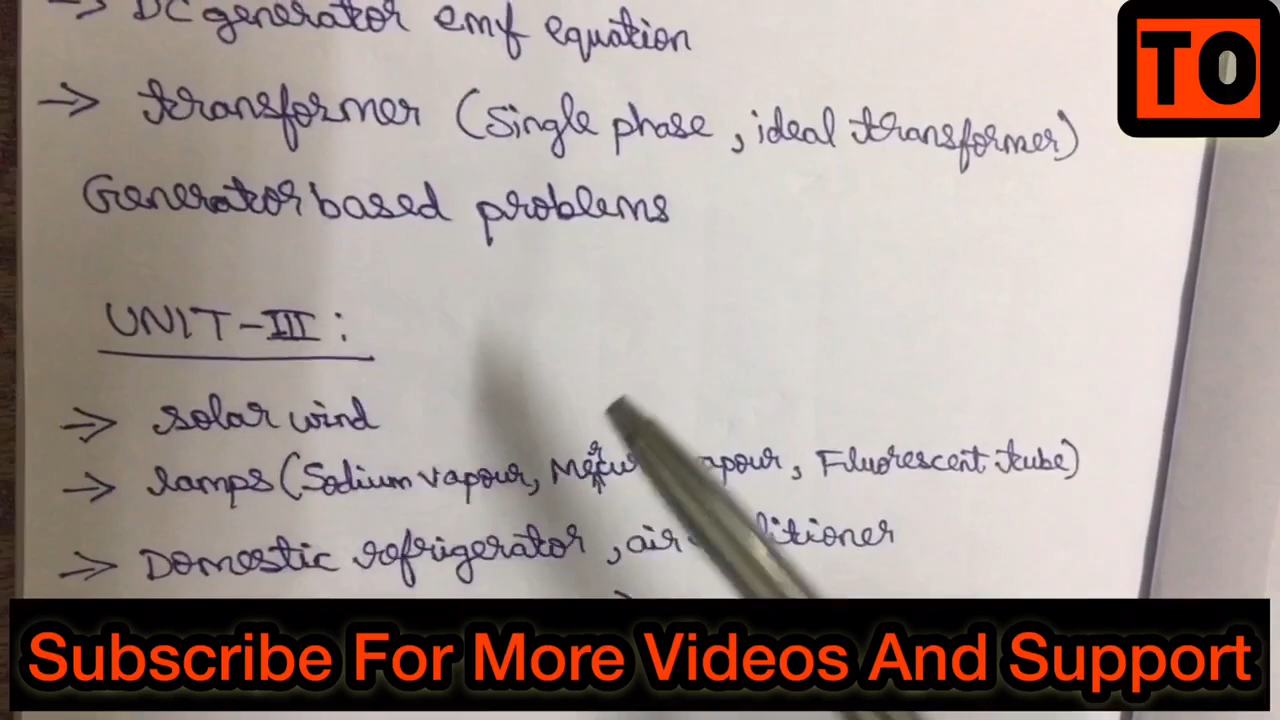 → DC generator emf equation
TO
→ transformer (single phase, ideal transformer)
Generator based problems
UNIT-III:
→ solar wind
→ lamps (Sodium vapour, vapour, Fluorescent tube)
→ Domestic refrigerator, air
Subscribe For More Videos And Support